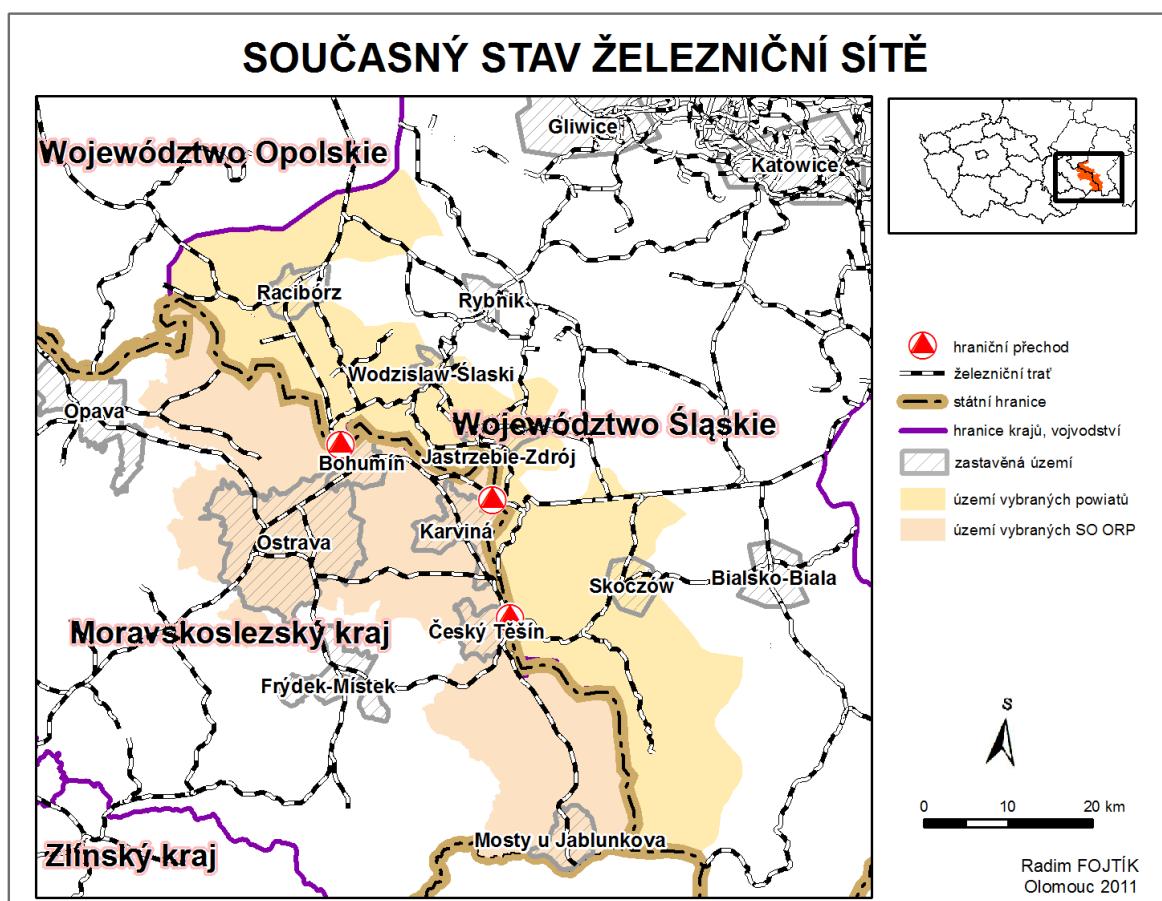 SOUČASNÝ STAV ŽELEZNIČNÍ SÍTĚ
Gliwice
Województwo Opolskie
Katowice
Racibórz
Rybnik
Wodzislaw-Ślaski
Opava
Województwo Śląskie
Bohumín
Jastrzebie-Zdrój
Karviná
Ostrava
Skoczów
Bialsko-Biala
Moravskoslezský kraj
Český Těšín
Frýdek-Místek
Mosty u Jablunkova
Zlínský kraj
hraniční přechod
železniční trať
státní hranice
hranice krajů, vojvodství
zastavěná území
území vybraných powiatů
území vybraných SO ORP
S
0 10 20 km
Radim FOJTÍK
Olomouc 2011